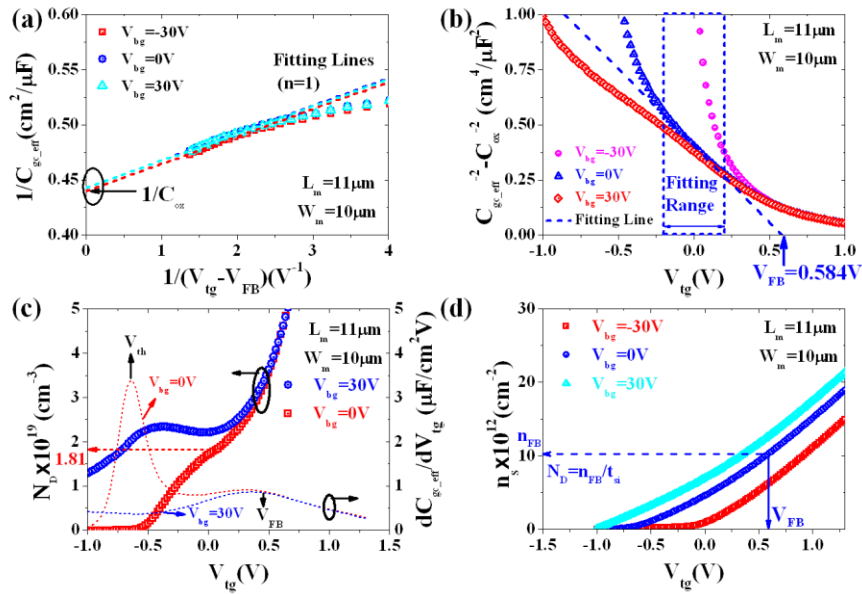 (a)
V_bg=-30V
V_bg=0V
V_bg=30V
Fitting Lines
(n=1)
1/C_ox
L_m=11μm
W_m=10μm
0.60
0.55
0.50
0.45
0.40
0
1
2
3
4
1/C_gc_eff(cm²/μF)
1/(V_tg-V_FB)(V⁻¹)
(b)
L_m=11μm
W_m=10μm
V_bg=-30V
V_bg=0V
V_bg=30V
Fitting Line
Fitting
Range
1.00
0.75
0.50
0.25
0.00
-1.0
-0.5
0.0
0.5
1.0
C_gc_eff⁻²-C_ox⁻² (cm⁴/μF²)
V_tg(V)
V_FB=0.584V
(c)
V_th
V_bg=0V
L_m=11μm
W_m=10μm
V_bg=30V
V_bg=0V
1.81
V_bg=30V
V_FB
5
4
3
2
1
0
5
4
3
2
1
0
-1.0
-0.5
0.0
0.5
1.0
1.5
N_Dx10¹⁹ (cm⁻³)
dC_gc_eff/dV_tg (μF/cm²V)
V_tg(V)
(d)
V_bg=-30V
V_bg=0V
V_bg=30V
L_m=11μm
W_m=10μm
n_FB
N_D=n_FB/t_si
V_FB
30
20
10
0
-1.5
-1.0
-0.5
0.0
0.5
1.0
n_sx10¹²(cm⁻²)
V_tg(V)